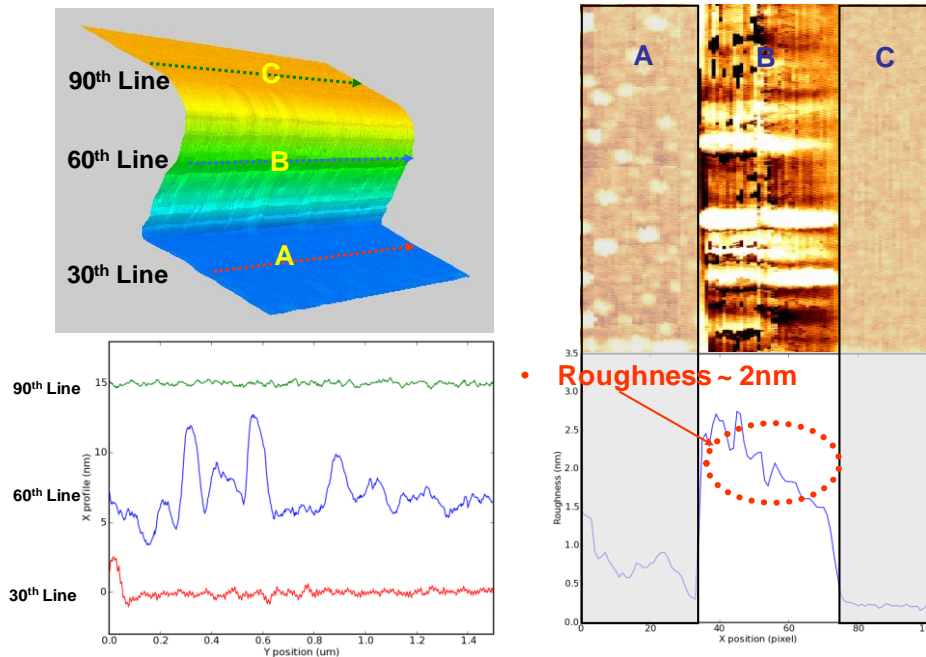 90th Line
C
60th Line
B
30th Line
A
A
B
C
90th Line
60th Line
30th Line
X profile (nm)
15
10
5
0
0.0 0.2 0.4 0.6 0.8 1.0 1.2 1.4
Y position (um)
• Roughness ~ 2nm
Roughness (nm)
3.5
3.0
2.5
2.0
1.5
1.0
0.5
0.0
0 20 40 60 80
X position (pixel)